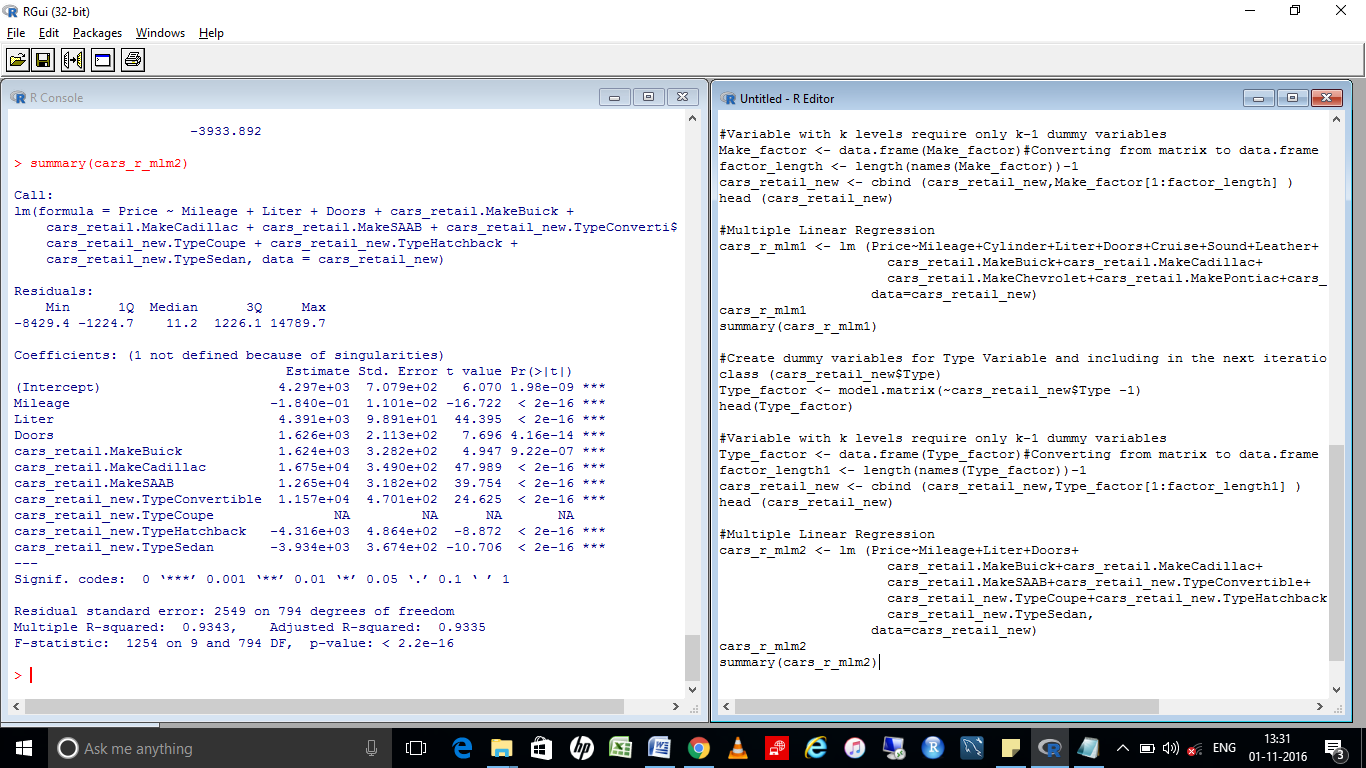 RGui (32-bit)
File Edit Packages Windows Help
R Console
-3933.892
> summary(cars_r_mlm2)
Call:
lm(formula = Price ~ Mileage + Liter + Doors + cars_retail.MakeBuick +
cars_retail.MakeCadillac + cars_retail.MakeSAAB + cars_retail_new.TypeConverti$
cars_retail_new.TypeCoupe + cars_retail_new.TypeHatchback +
cars_retail_new.TypeSedan, data = cars_retail_new)
Residuals:
Min 1Q Median 3Q Max
-8429.4 -1224.7 11.2 1226.1 14789.7
Coefficients: (1 not defined because of singularities)
Estimate Std. Error t value Pr(>|t|)
(Intercept) 4.297e+03 7.079e+02 6.070 1.98e-09 ***
Mileage -1.840e-01 1.101e-02 -16.722 < 2e-16 ***
Liter 4.391e+03 9.891e+01 44.395 < 2e-16 ***
Doors 1.626e+03 2.113e+02 7.696 4.16e-14 ***
cars_retail.MakeBuick 1.624e+03 3.282e+02 4.947 9.22e-07 ***
cars_retail.MakeCadillac 1.675e+04 3.490e+02 47.989 < 2e-16 ***
cars_retail.MakeSAAB 1.265e+04 3.182e+02 39.754 < 2e-16 ***
cars_retail_new.TypeConvertible 1.157e+04 4.701e+02 24.625 < 2e-16 ***
cars_retail_new.TypeCoupe NA NA NA NA
cars_retail_new.TypeHatchback -4.316e+03 4.864e+02 -8.872 < 2e-16 ***
cars_retail_new.TypeSedan -3.934e+03 3.674e+02 -10.706 < 2e-16 ***
---
Signif. codes: 0 ‘***’ 0.001 ‘**’ 0.01 ‘*’ 0.05 ‘.’ 0.1 ‘ ’ 1
Residual standard error: 2549 on 794 degrees of freedom
Multiple R-squared: 0.9343, Adjusted R-squared: 0.9335
F-statistic: 1254 on 9 and 794 DF, p-value: < 2.2e-16
>
Untitled - R Editor
#Variable with k levels require only k-1 dummy variables
Make_factor <- data.frame(Make_factor)#Converting from matrix to data.frame
factor_length <- length(names(Make_factor))-1
cars_retail_new <- cbind (cars_retail_new,Make_factor[1:factor_length] )
head (cars_retail_new)
#Multiple Linear Regression
cars_r_mlm1 <- lm (Price~Mileage+Cylinder+Liter+Doors+Cruise+Sound+Leather+
cars_retail.MakeBuick+cars_retail.MakeCadillac+
cars_retail.MakeChevrolet+cars_retail.MakePontiac+cars_
data=cars_retail_new)
cars_r_mlm1
summary(cars_r_mlm1)
#Create dummy variables for Type Variable and including in the next iteratio
class (cars_retail_new$Type)
Type_factor <- model.matrix(~cars_retail_new$Type -1)
head(Type_factor)
#Variable with k levels require only k-1 dummy variables
Type_factor <- data.frame(Type_factor)#Converting from matrix to data.frame
factor_length1 <- length(names(Type_factor))-1
cars_retail_new <- cbind (cars_retail_new,Type_factor[1:factor_length1] )
head (cars_retail_new)
#Multiple Linear Regression
cars_r_mlm2 <- lm (Price~Mileage+Liter+Doors+
cars_retail.MakeBuick+cars_retail.MakeCadillac+
cars_retail.MakeSAAB+cars_retail_new.TypeConvertible+
cars_retail_new.TypeCoupe+cars_retail_new.TypeHatchback
cars_retail_new.TypeSedan,
data=cars_retail_new)
cars_r_mlm2
summary(cars_r_mlm2)
Ask me anything
ENG
13:31
01-11-2016
3